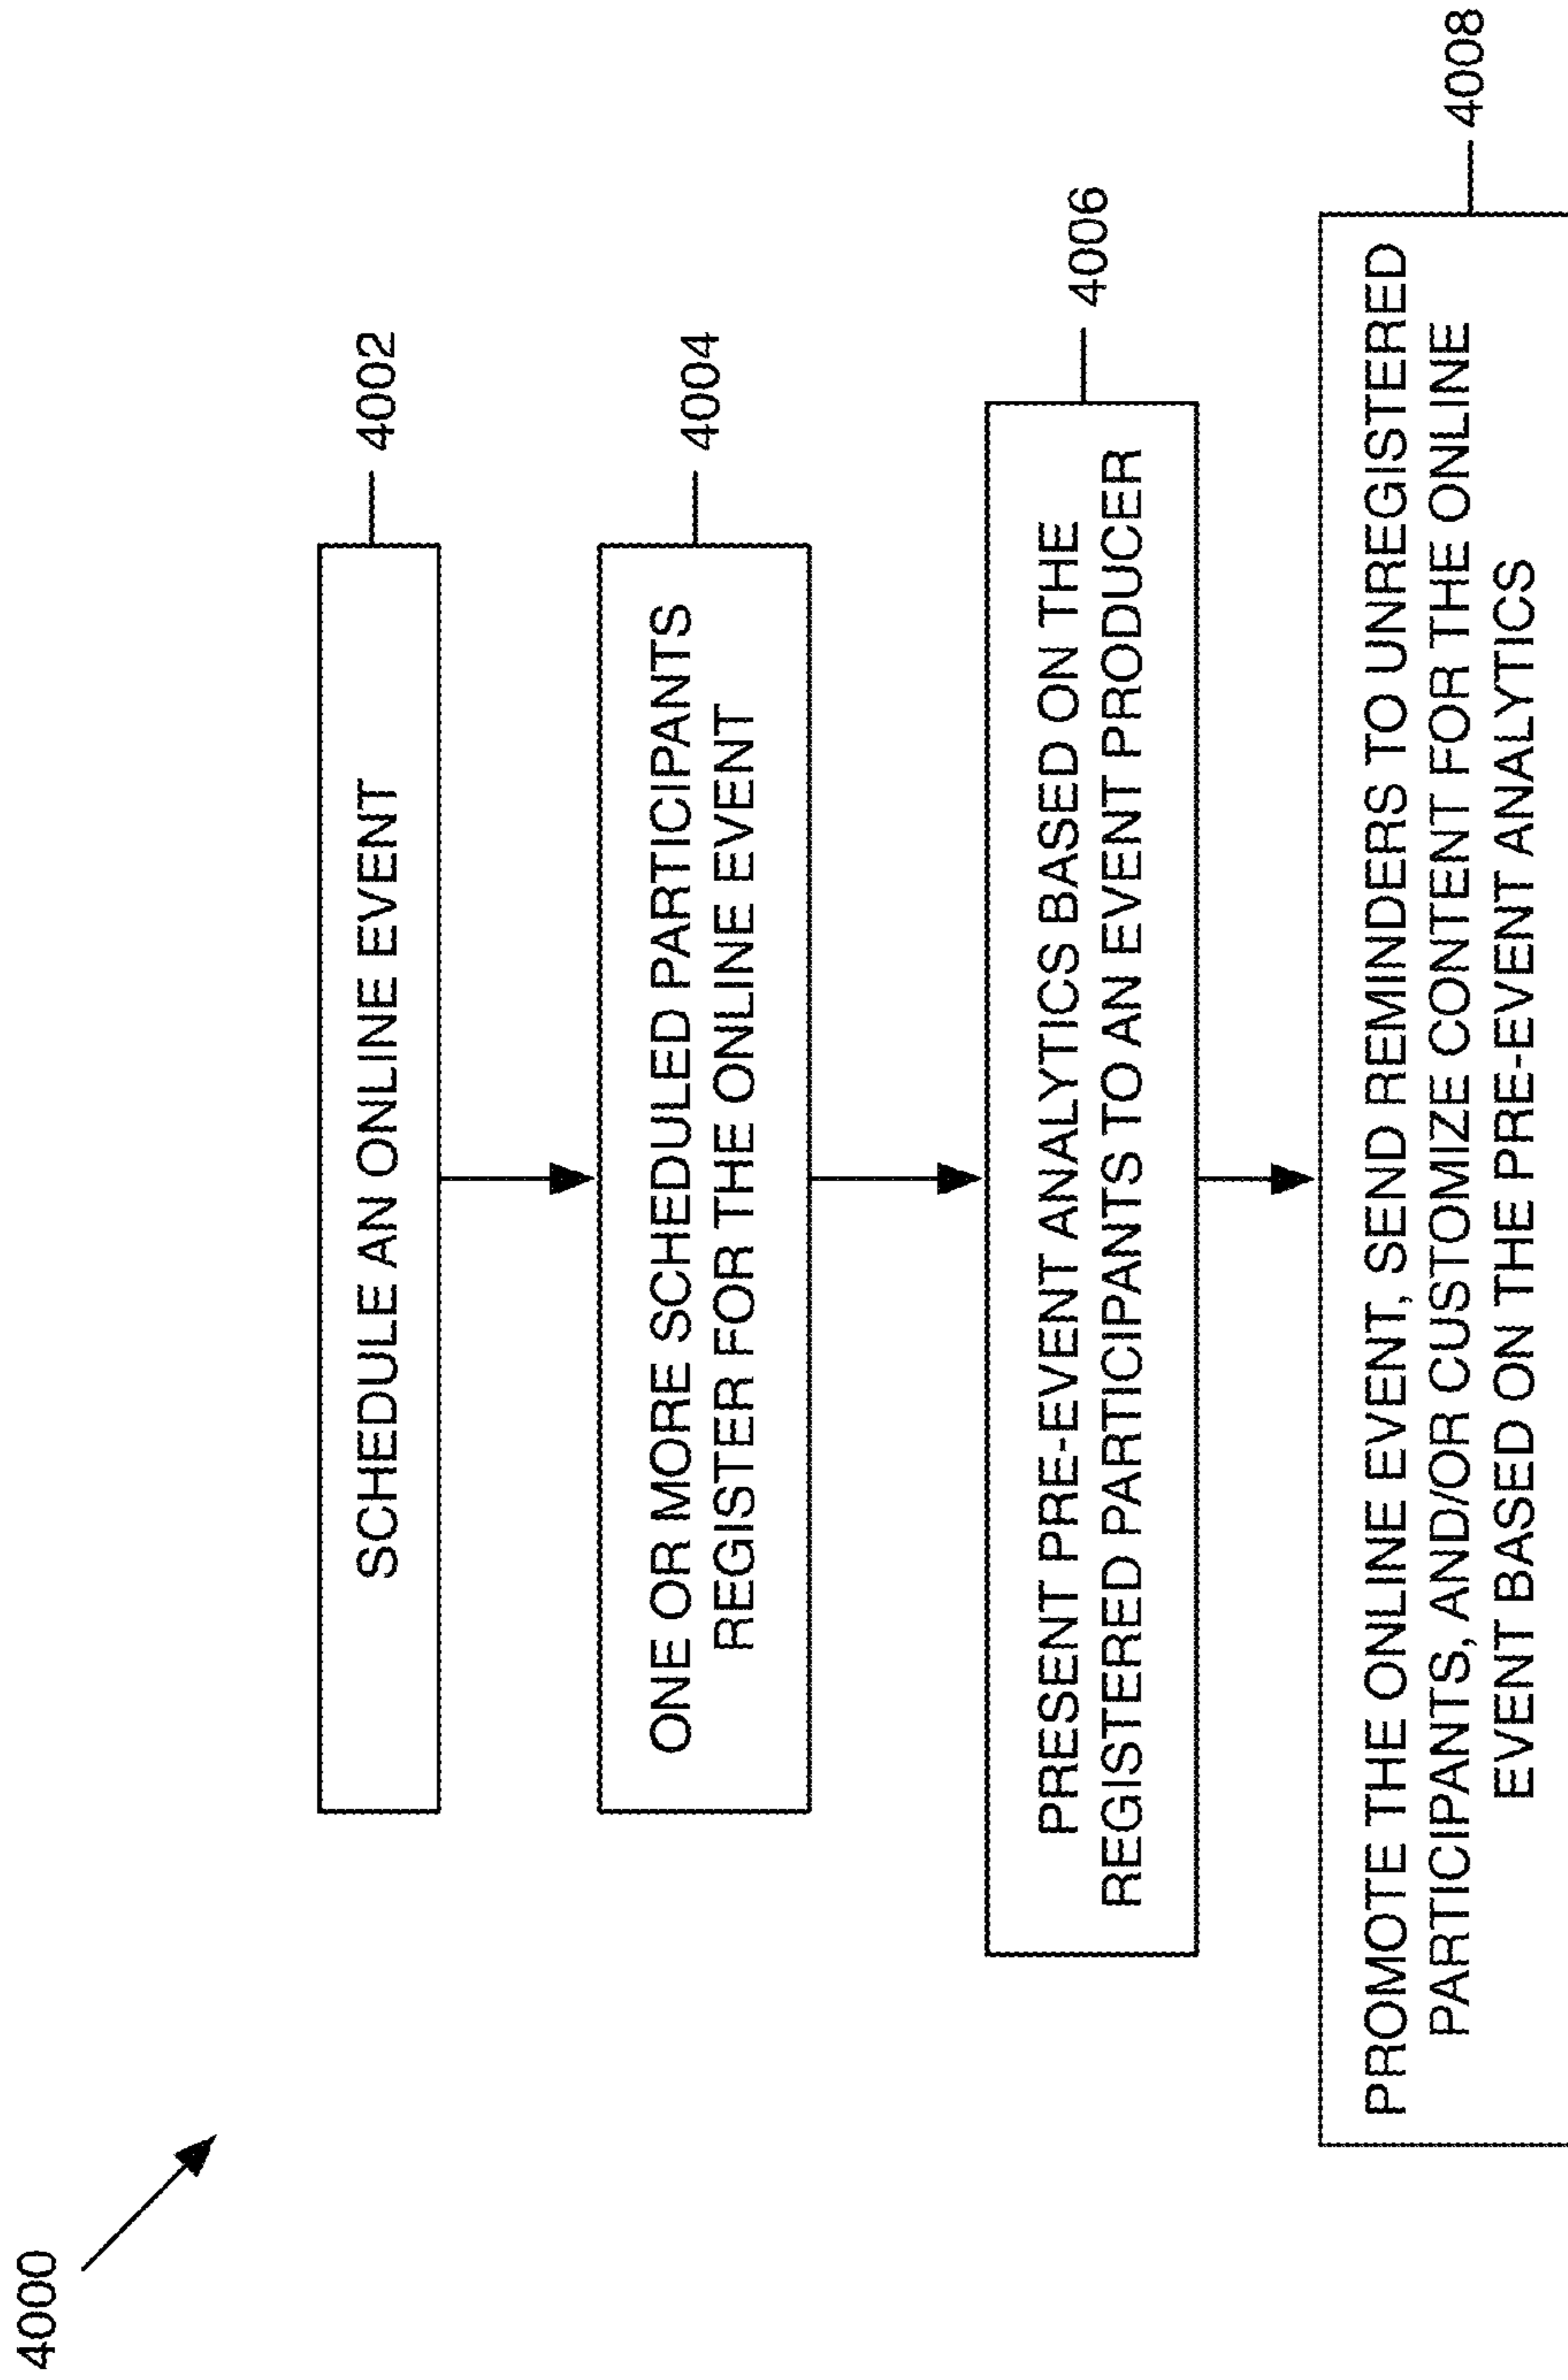 4000
SCHEDULE AN ONLINE EVENT
4002
ONE OR MORE SCHEDULED PARTICIPANTS
REGISTER FOR THE ONLINE EVENT
4004
PRESENT PRE-EVENT ANALYTICS BASED ON THE
REGISTERED PARTICIPANTS TO AN EVENT PRODUCER
4006
PROMOTE THE ONLINE EVENT, SEND REMINDERS TO UNREGISTERED
PARTICIPANTS, AND/OR CUSTOMIZE CONTENT FOR THE ONLINE
EVENT BASED ON THE PRE-EVENT ANALYTICS
4008